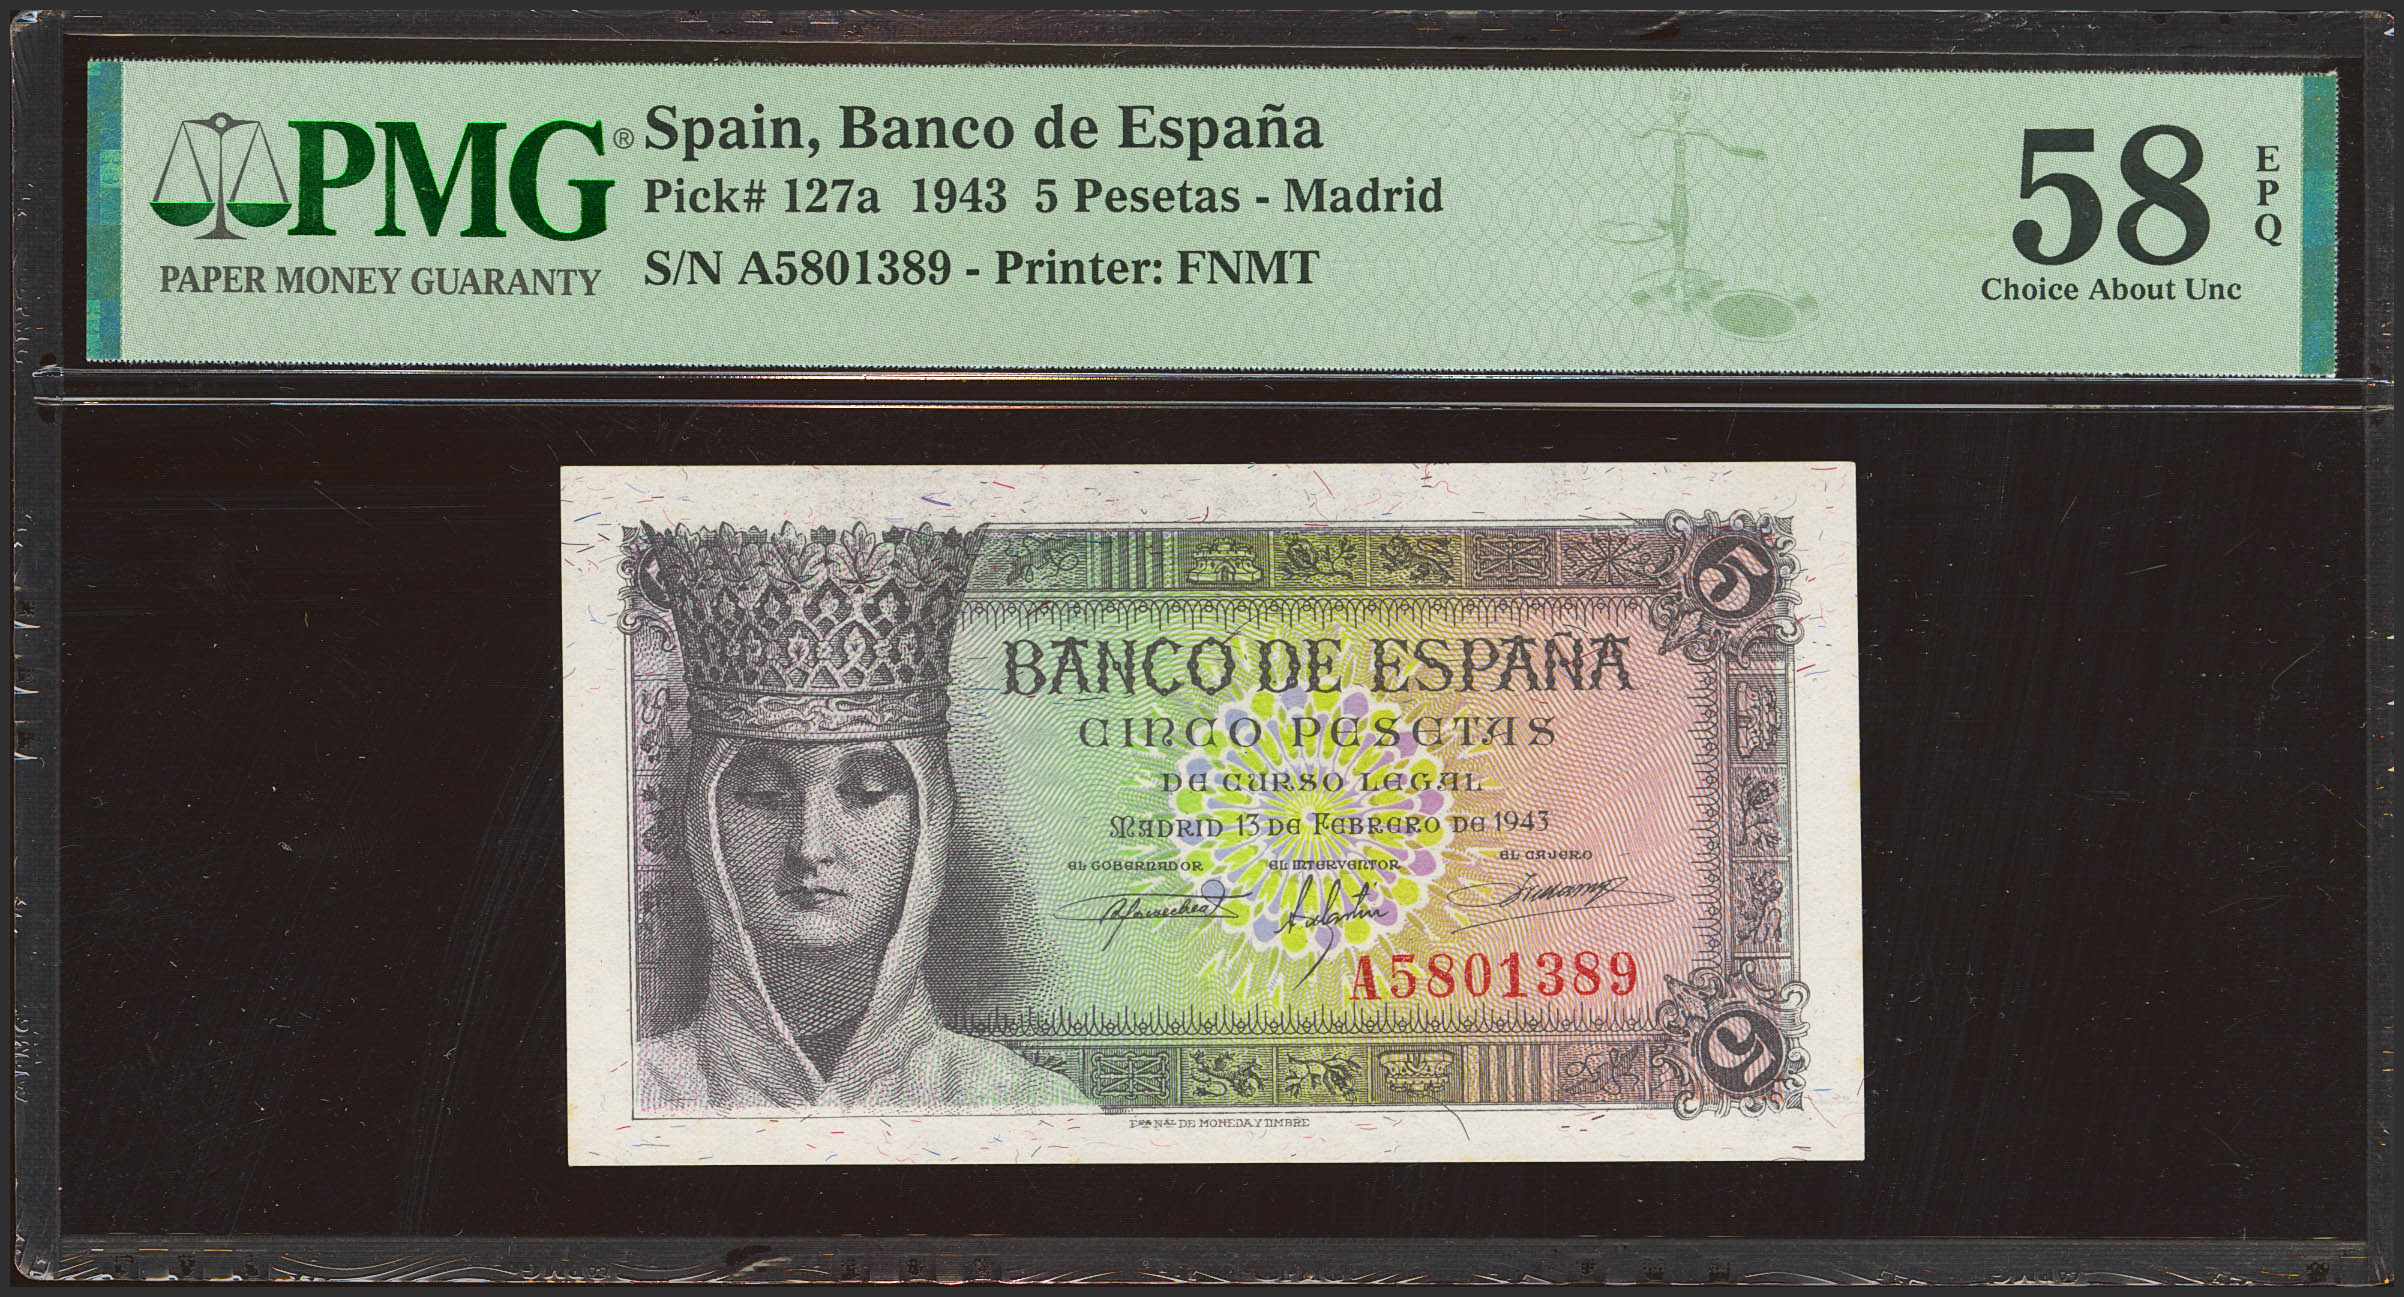 PMG®
PAPER MONEY GUARANTY
Spain, Banco de España
Pick# 127a 1943 5 Pesetas - Madrid
S/N A5801389 - Printer: FNMT
58
EPQ
Choice About Unc
5
BANCO DE ESPAÑA
CINCO PESETAS
DE CURSO LEGAL
MADRID 13 DE FEBRERO DE 1943
EL GOBERNADOR EL INTERVENTOR EL CAJERO
A5801389
5
FCA NAL DE MONEDA Y TIMBRE